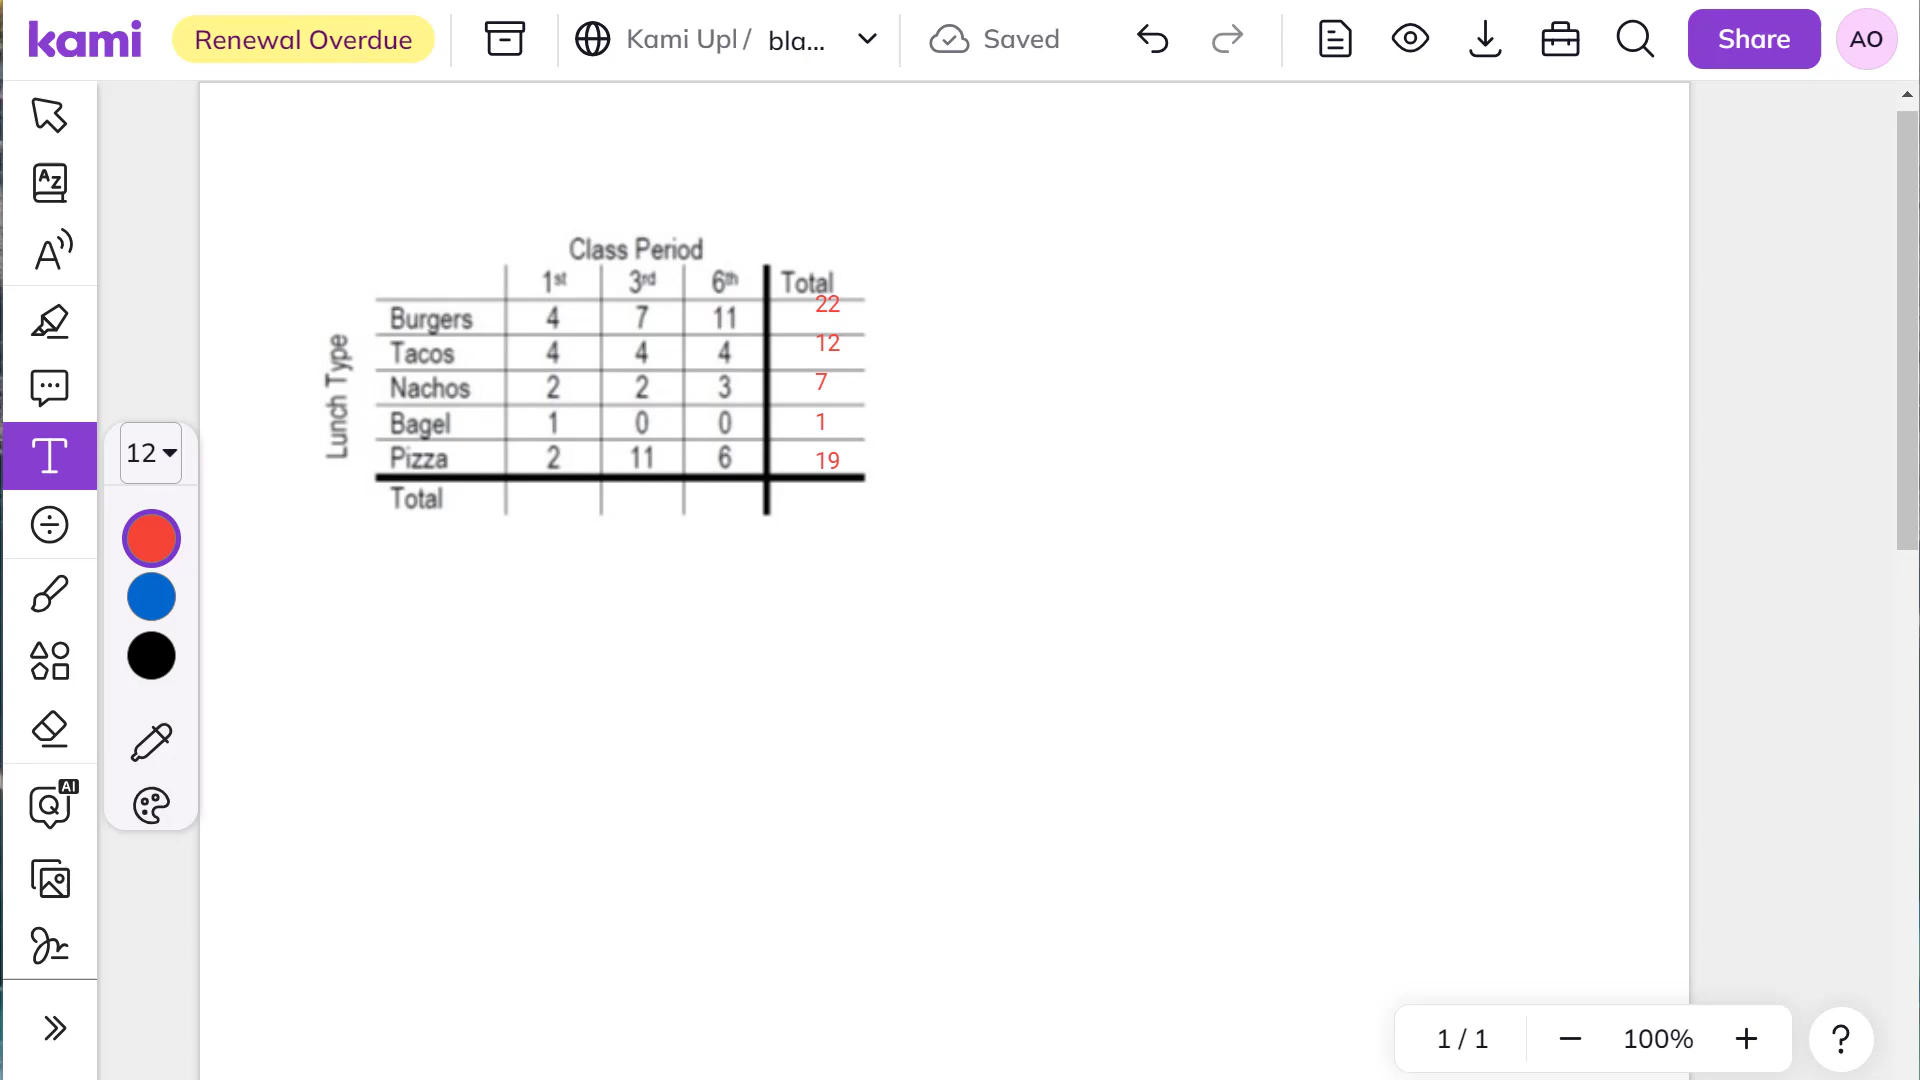 kami Renewal Overdue Kami Upl / bla... Saved Share AO
AZ
A
T 12
AI
Class Period
1st 3rd 6th Total
Lunch Type
Burgers 4 7 11 22
Tacos 4 4 4 12
Nachos 2 2 3 7
Bagel 1 0 0 1
Pizza 2 11 6 19
Total
1 / 1 − 100% + ?